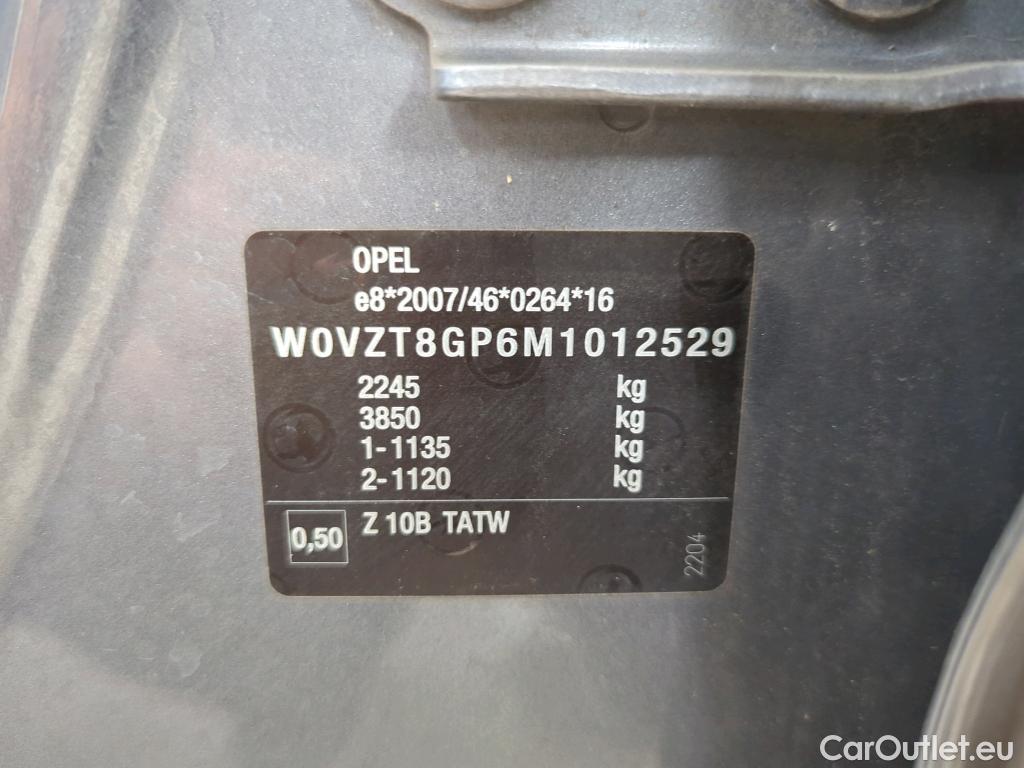 OPEL
e8*2007/46*0264*16
W0VZT8GP6M1012529
2245 kg
3850 kg
1-1135 kg
2-1120 kg
0,50 Z 10B TATW
2204
CarOutlet.eu